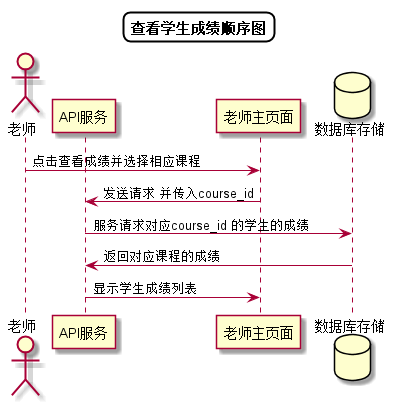 查看学生成绩顺序图
老师
API服务
老师主页面
数据库存储
点击查看成绩并选择相应课程
发送请求 并传入course_id
服务请求对应course_id 的学生的成绩
返回对应课程的成绩
显示学生成绩列表
老师
API服务
老师主页面
数据库存储